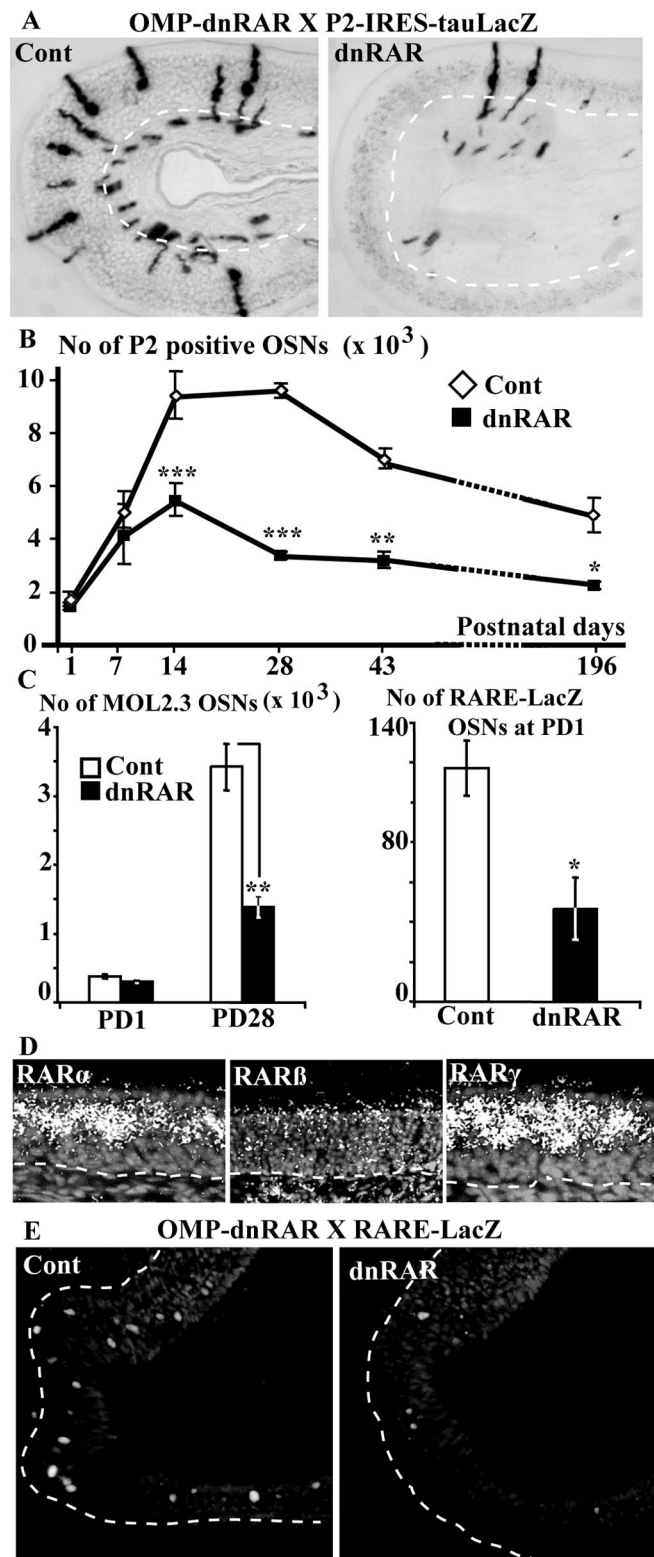 A
OMP-dnRAR X P2-IRES-tauLacZ
Cont
dnRAR
B
No of P2 positive OSNs (x 10³)
10
8
6
4
2
0
Cont
dnRAR
***
***
**
*
Postnatal days
1 7 14 28 43 196
C
No of MOL2.3 OSNs (x 10³)
4
3
2
1
0
Cont
dnRAR
**
PD1 PD28
No of RARE-LacZ
OSNs at PD1
140
80
0
*
Cont dnRAR
D
RARα
RARß
RARγ
E
OMP-dnRAR X RARE-LacZ
Cont
dnRAR